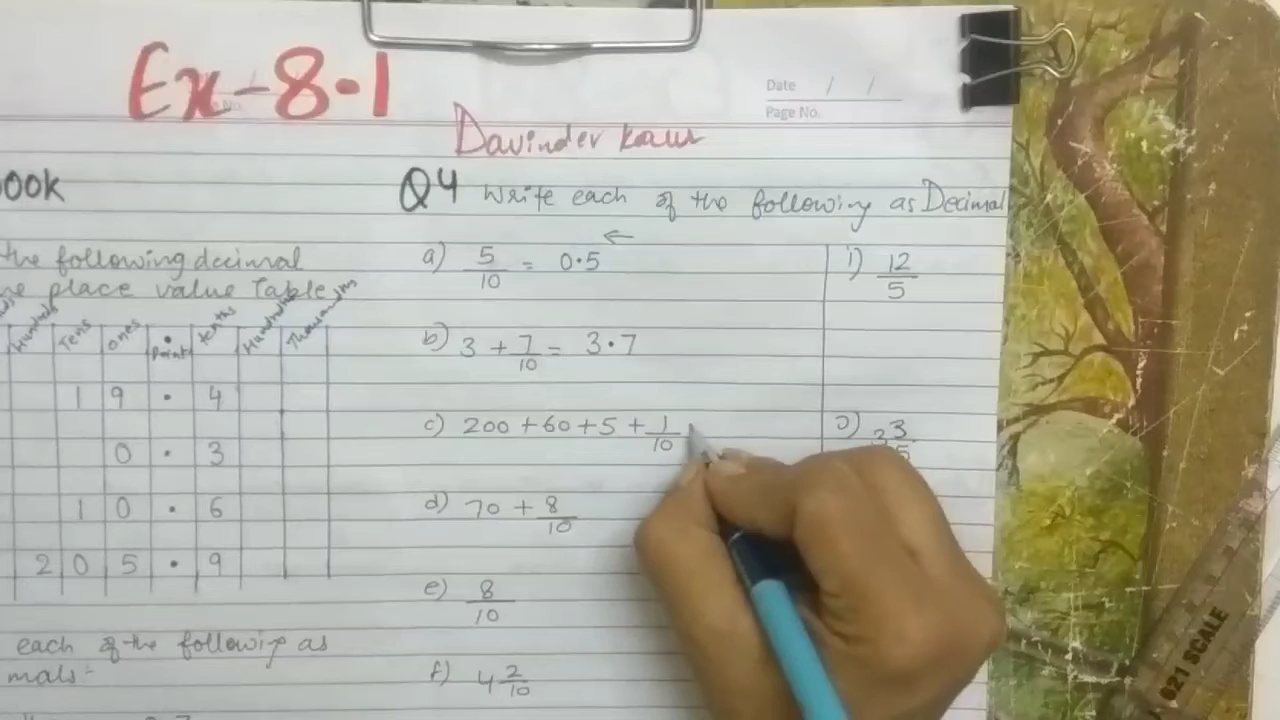 Ex-8.1
Date / /
Page No.
Davinder Kaur
ook
Q4 Write each of the following as Decimal
the following decimal
place value Table
Hundreds Tens Ones Point tenths Hundredths Thousandths
1 9 . 4
0 . 3
1 0 . 6
2 0 5 . 9
each of the following as
mals:-
a) 5/10 = 0.5
b) 3 + 7/10 = 3.7
c) 200 + 60 + 5 + 1/10
d) 70 + 8/10
e) 8/10
f) 4 2/10
i) 12/5
621 SCALE